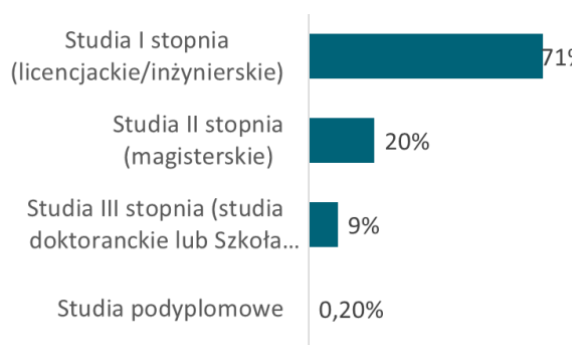 Studia I stopnia
(licencjackie/inżynierskie)
71%
Studia II stopnia
(magisterskie)
20%
Studia III stopnia (studia
doktoranckie lub Szkoła...
9%
Studia podyplomowe
0,20%